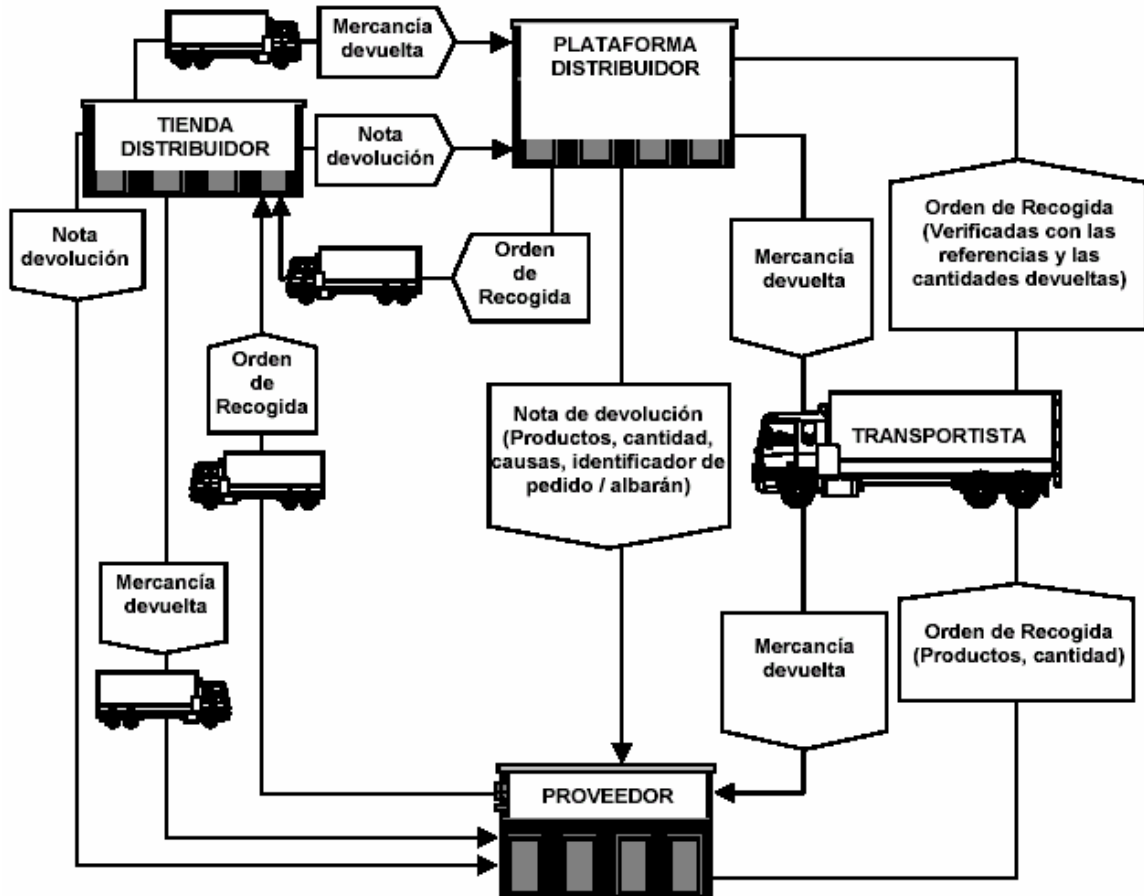 Mercancía
devuelta
PLATAFORMA
DISTRIBUIDOR
TIENDA
DISTRIBUIDOR
Nota
devolución
Nota
devolución
Orden
de
Recogida
Mercancía
devuelta
Orden de Recogida
(Verificadas con las
referencias y las
cantidades devueltas)
Orden
de
Recogida
Nota de devolución
(Productos, cantidad,
causas, identificador de
pedido / albarán)
TRANSPORTISTA
Mercancía
devuelta
Mercancía
devuelta
Orden de Recogida
(Productos, cantidad)
PROVEEDOR